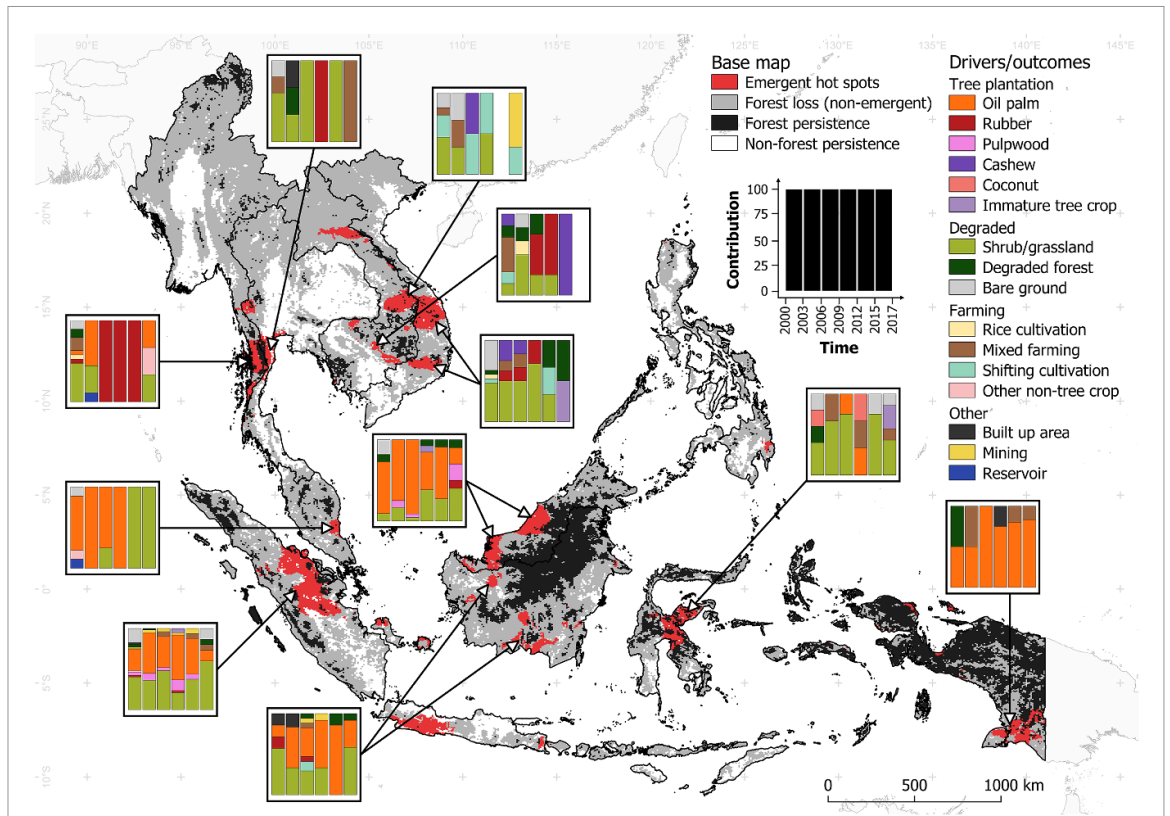 90°E 95°E 100°E 105°E 110°E 115°E 120°E 125°E 130°E 135°E 140°E 145°E
Base map
Emergent hot spots
Forest loss (non-emergent)
Forest persistence
Non-forest persistence
Drivers/outcomes
Tree plantation
Oil palm
Rubber
Pulpwood
Cashew
Coconut
Immature tree crop
Degraded
Shrub/grassland
Degraded forest
Bare ground
Farming
Rice cultivation
Mixed farming
Shifting cultivation
Other non-tree crop
Other
Built up area
Mining
Reservoir
Contribution
100
75
50
25
0
2000 2003 2006 2009 2012 2015 2017
Time
20°N
15°N
10°N
5°N
0°
5°S
10°S
0 500 1000 km